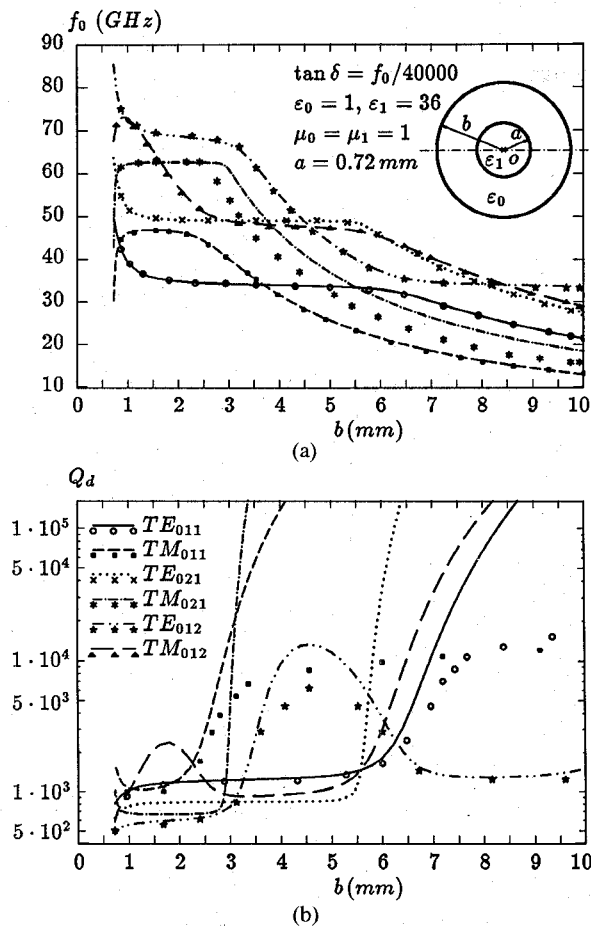 f₀ (GHz)
90
80
70
60
50
40
30
20
10
tan δ = f₀/40000
ε₀ = 1, ε₁ = 36
μ₀ = μ₁ = 1
a = 0.72 mm
b
a
ε₁
o
ε₀
0 1 2 3 4 5 6 7 8 9 10
b (mm)
(a)
Q_d
1 · 10⁵
5 · 10⁴
1 · 10⁴
5 · 10³
1 · 10³
5 · 10²
TE₀₁₁
TM₀₁₁
TE₀₂₁
TM₀₂₁
TE₀₁₂
TM₀₁₂
0 1 2 3 4 5 6 7 8 9 10
b (mm)
(b)